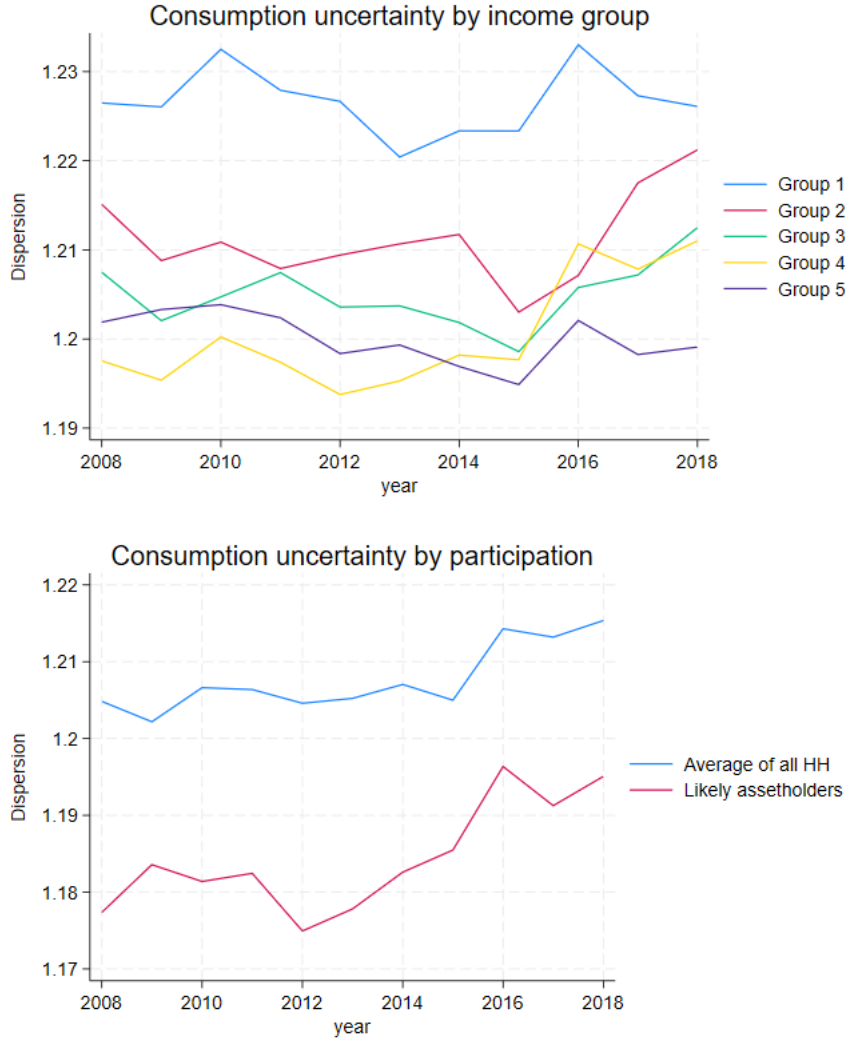 Consumption uncertainty by income group
1.23
1.22
1.21
1.2
1.19
Dispersion
2008 2010 2012 2014 2016 2018
year
Group 1
Group 2
Group 3
Group 4
Group 5
Consumption uncertainty by participation
1.22
1.21
1.2
1.19
1.18
1.17
Dispersion
2008 2010 2012 2014 2016 2018
year
Average of all HH
Likely assetholders